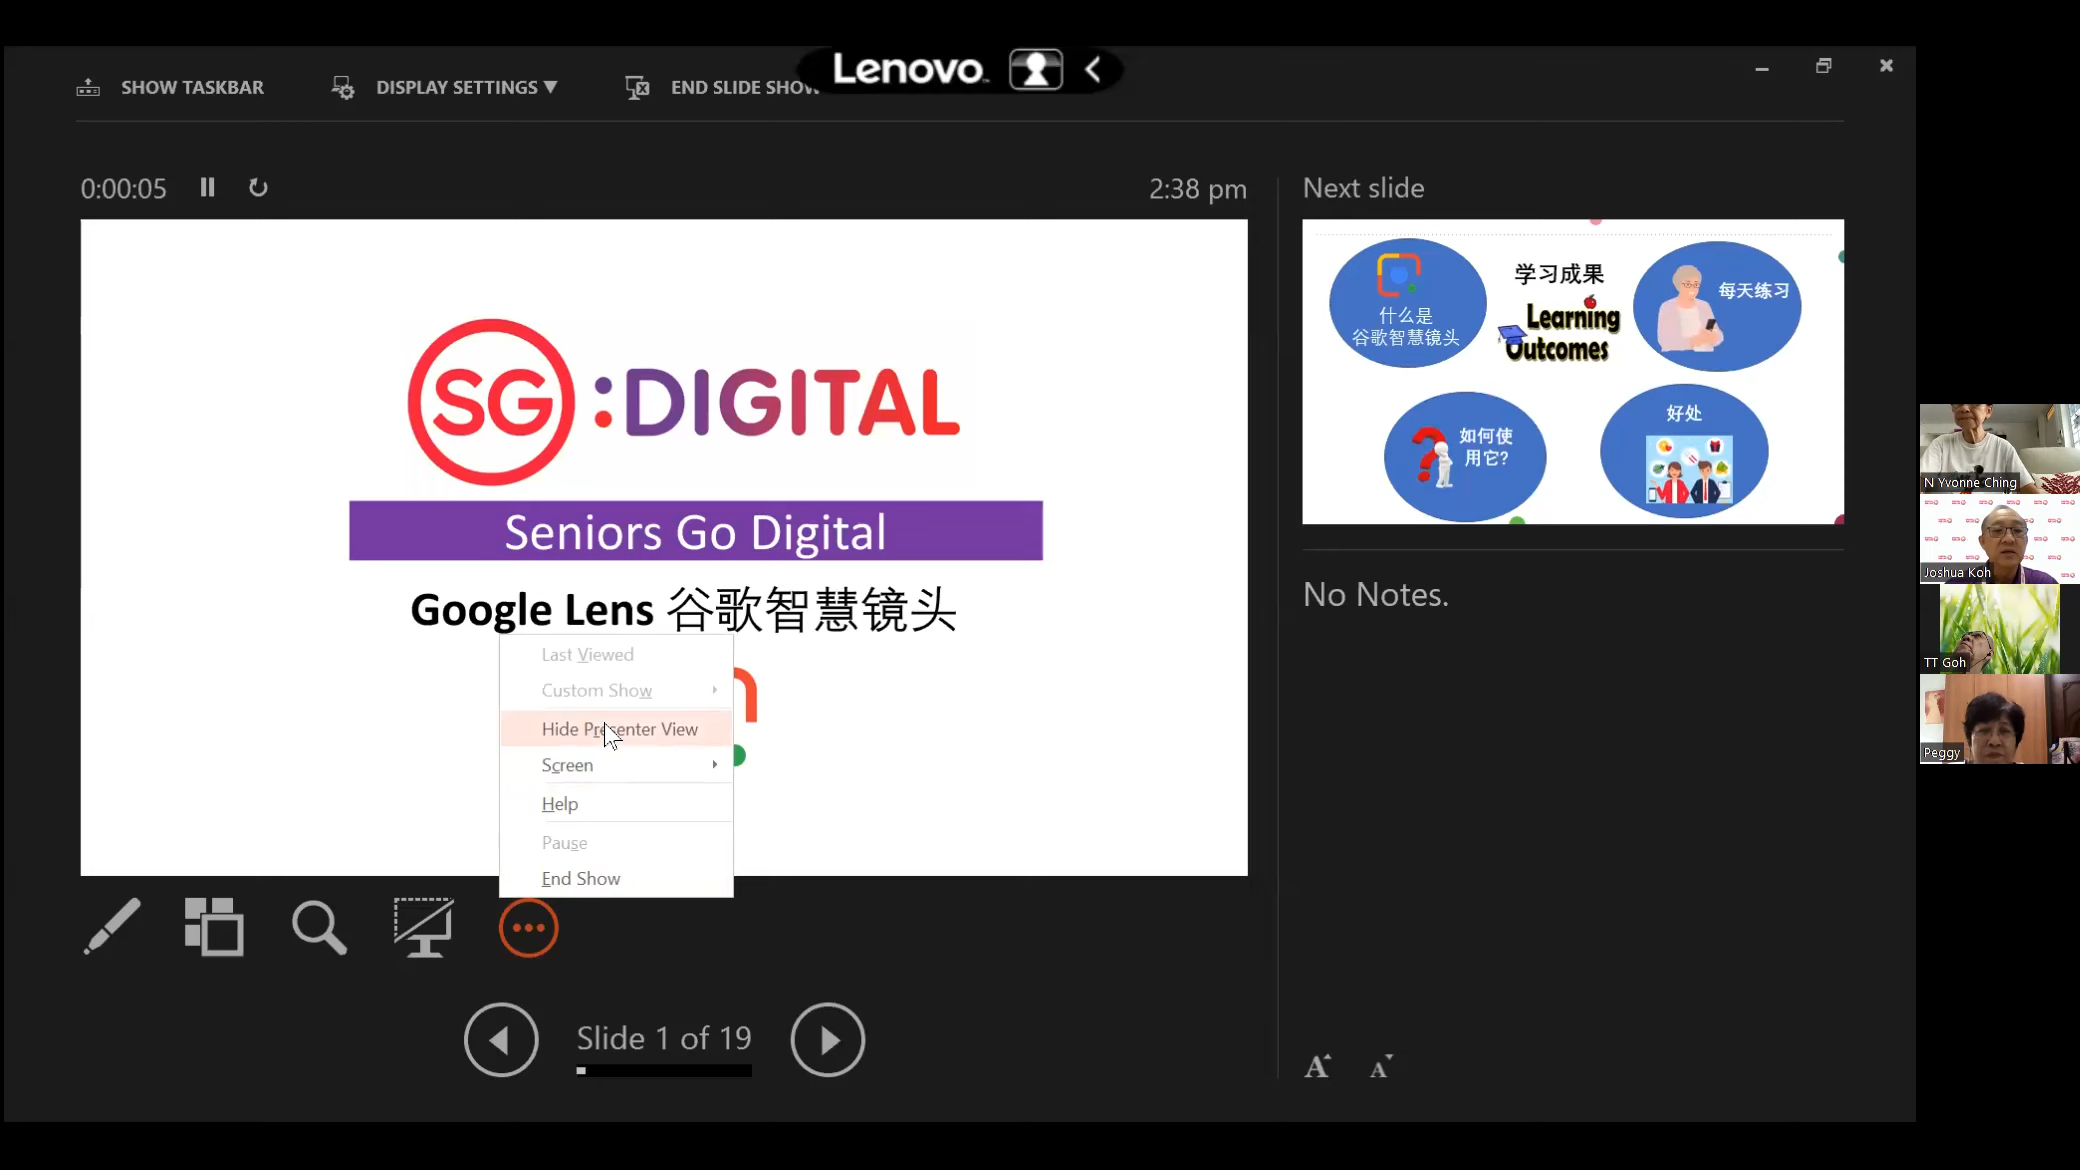 SHOW TASKBAR
DISPLAY SETTINGS ▼
END SLIDE SHOW
Lenovo
0:00:05
2:38 pm
SG :DIGITAL
Seniors Go Digital
Google Lens 谷歌智慧镜头
Last Viewed
Custom Show
Hide Presenter View
Screen
Help
Pause
End Show
Slide 1 of 19
Next slide
什么是
谷歌智慧镜头
学习成果
Learning
Outcomes
每天练习
如何使
用它?
好处
No Notes.
A A
N Yvonne Ching
Joshua Koh
TT Goh
Peggy